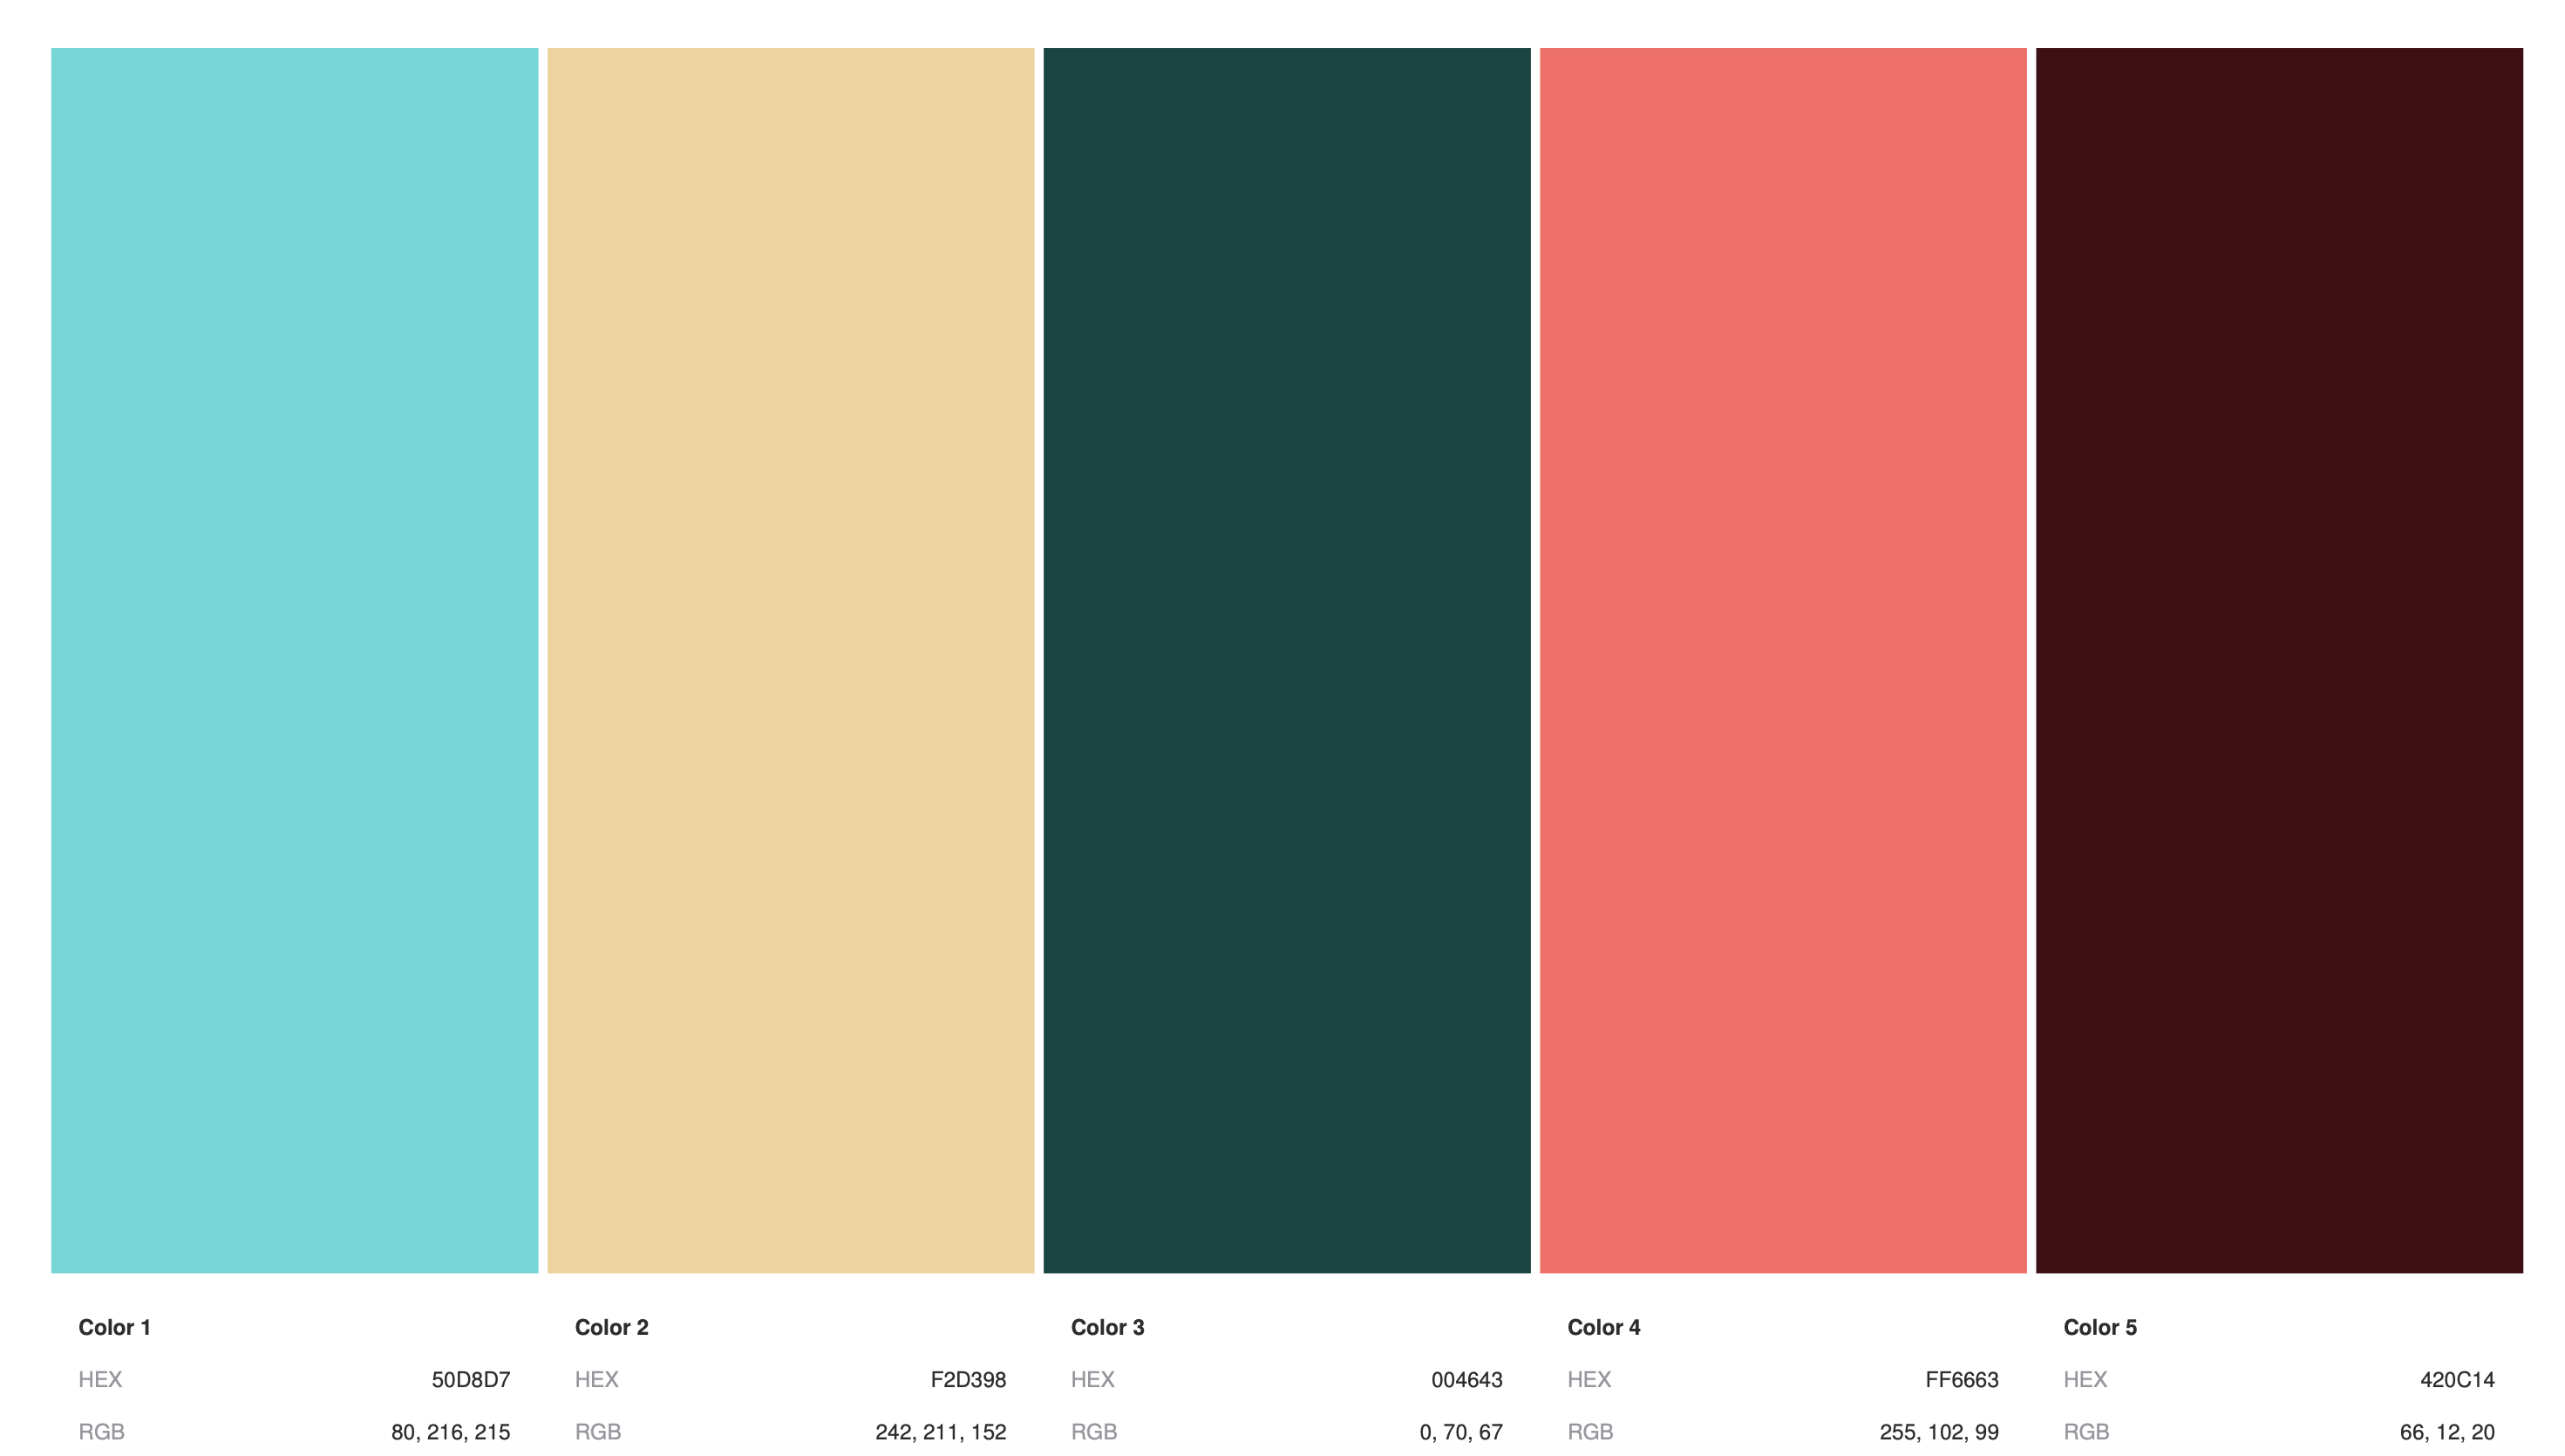 Color 1
HEX 50D8D7
RGB 80, 216, 215
Color 2
HEX F2D398
RGB 242, 211, 152
Color 3
HEX 004643
RGB 0, 70, 67
Color 4
HEX FF6663
RGB 255, 102, 99
Color 5
HEX 420C14
RGB 66, 12, 20